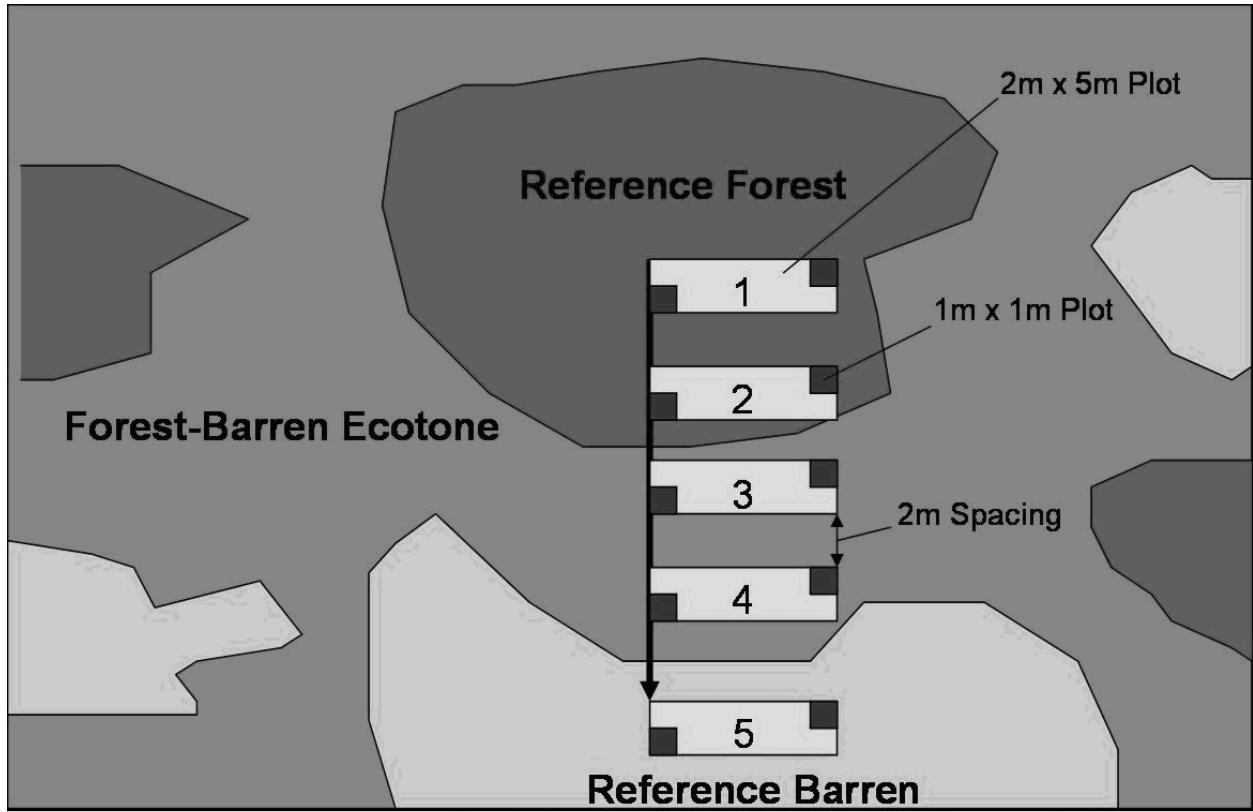 2m x 5m Plot
Reference Forest
1
1m x 1m Plot
2
Forest-Barren Ecotone
3
2m Spacing
4
5
Reference Barren